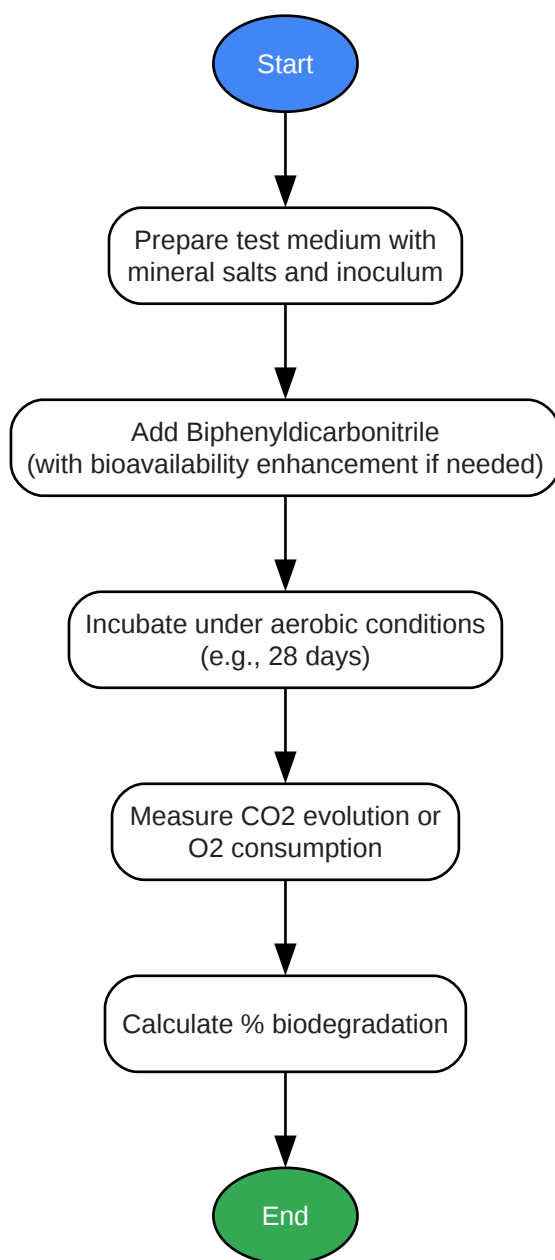 Start
Prepare test medium with
mineral salts and inoculum
Add Biphenyldicarbonitrile
(with bioavailability enhancement if needed)
Incubate under aerobic conditions
(e.g., 28 days)
Measure CO2 evolution or
O2 consumption
Calculate % biodegradation
End